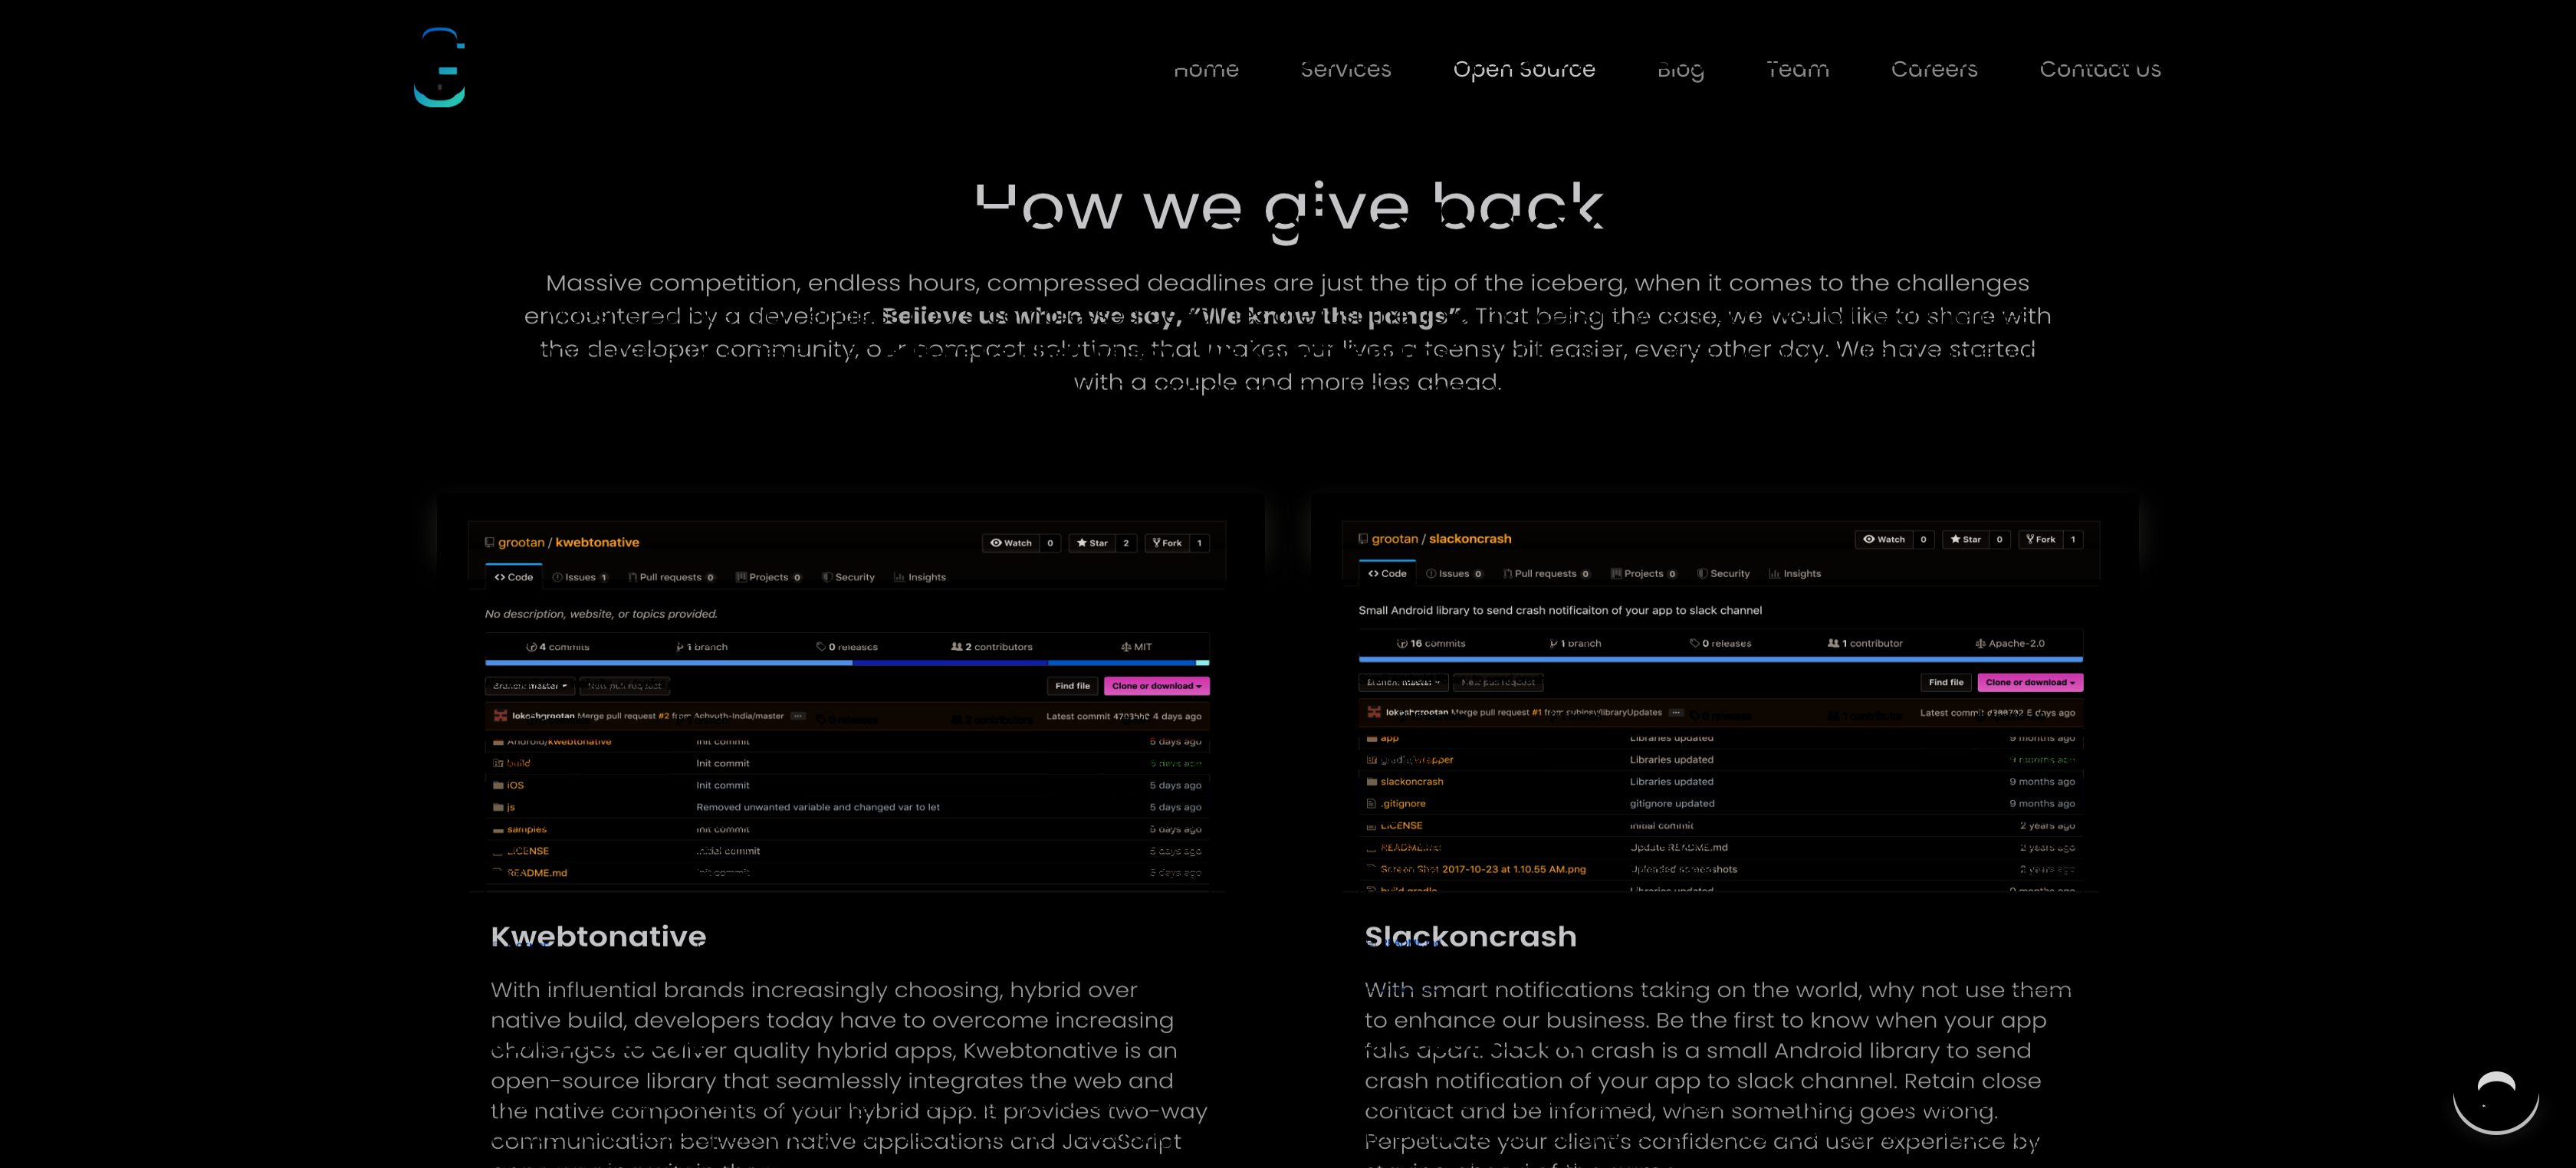 Home Services Open Source Blog Team Careers Contact Us
How we give back
Massive competition, endless hours, compressed deadlines are just the tip of the iceberg, when it comes to the challenges
encountered by a developer. Believe us when we say, “We know the pangs”. That being the case, we would like to share with
the developer community, our compact solutions, that makes our lives a teensy bit easier, every other day. We have started
with a couple and more lies ahead.
grootan / kwebtonative Watch 0 Star 2 Fork 1
Code Issues 1 Pull requests 0 Projects 0 Security Insights
No description, website, or topics provided.
4 commits 1 branch 0 releases 2 contributors MIT
Branch: master New pull request Find file Clone or download
lokeshgrootan Merge pull request #2 from Achyuth-India/master Latest commit 4 days ago
Android/kwebtonative Init commit 5 days ago
build Init commit 5 days ago
iOS Init commit 5 days ago
js Removed unwanted variable and changed var to let 5 days ago
samples Init commit 5 days ago
LICENSE Initial commit 5 days ago
README.md Init commit 5 days ago
grootan / slackoncrash Watch 0 Star 0 Fork 1
Code Issues 0 Pull requests 0 Projects 0 Security Insights
Small Android library to send crash notificaiton of your app to slack channel
16 commits 1 branch 0 releases 1 contributor Apache-2.0
Branch: master New pull request Find file Clone or download
lokeshgrootan Merge pull request #1 from Latest commit days ago
app Libraries updated 9 months ago
gradle/wrapper Libraries updated 9 months ago
slackoncrash Libraries updated 9 months ago
.gitignore gitignore updated 9 months ago
LICENSE Initial commit 2 years ago
README.md Update README.md 2 years ago
Screen Shot 2017-10-23 at 1.10.55 AM.png Uploaded screenshots 2 years ago
build.gradle Libraries updated 9 months ago
Kwebtonative
With influential brands increasingly choosing, hybrid over
native build, developers today have to overcome increasing
challenges to deliver quality hybrid apps, Kwebtonative is an
open-source library that seamlessly integrates the web and
the native components of your hybrid app. It provides two-way
communication between native applications and JavaScript
Slackoncrash
With smart notifications taking on the world, why not use them
to enhance our business. Be the first to know when your app
falls apart. Slack on crash is a small Android library to send
crash notification of your app to slack channel. Retain close
contact and be informed, when something goes wrong.
Perpetuate your client's confidence and user experience by